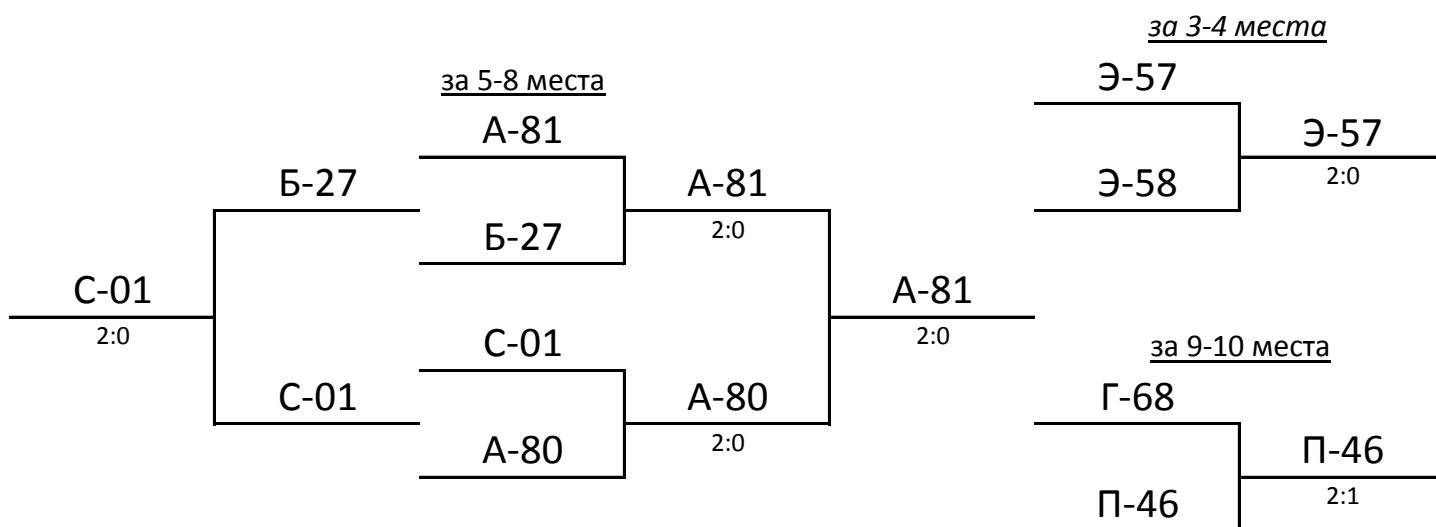 за 3-4 места
Э-57
за 5-8 места
А-81
Э-57
Б-27
А-81
Э-58
2:0
Б-27
2:0
С-01
А-81
2:0
С-01
2:0
за 9-10 места
С-01
А-80
Г-68
А-80
2:0
П-46
П-46
2:1